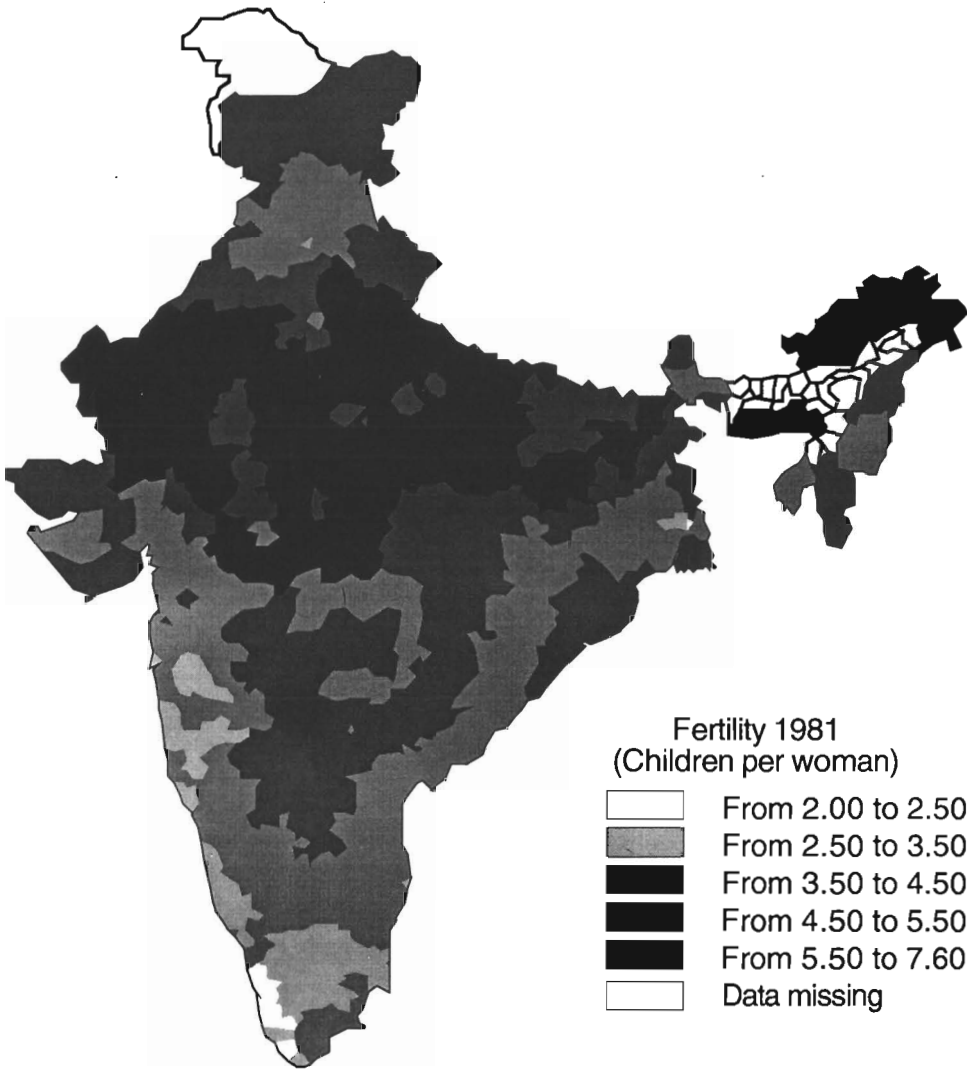 Fertility 1981
(Children per woman)
From 2.00 to 2.50
From 2.50 to 3.50
From 3.50 to 4.50
From 4.50 to 5.50
From 5.50 to 7.60
Data missing